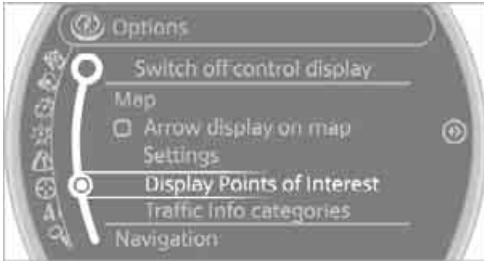 Options
Switch off control display
Map
Arrow display on map
Settings
Display Points of Interest
Traffic Info categories
Navigation